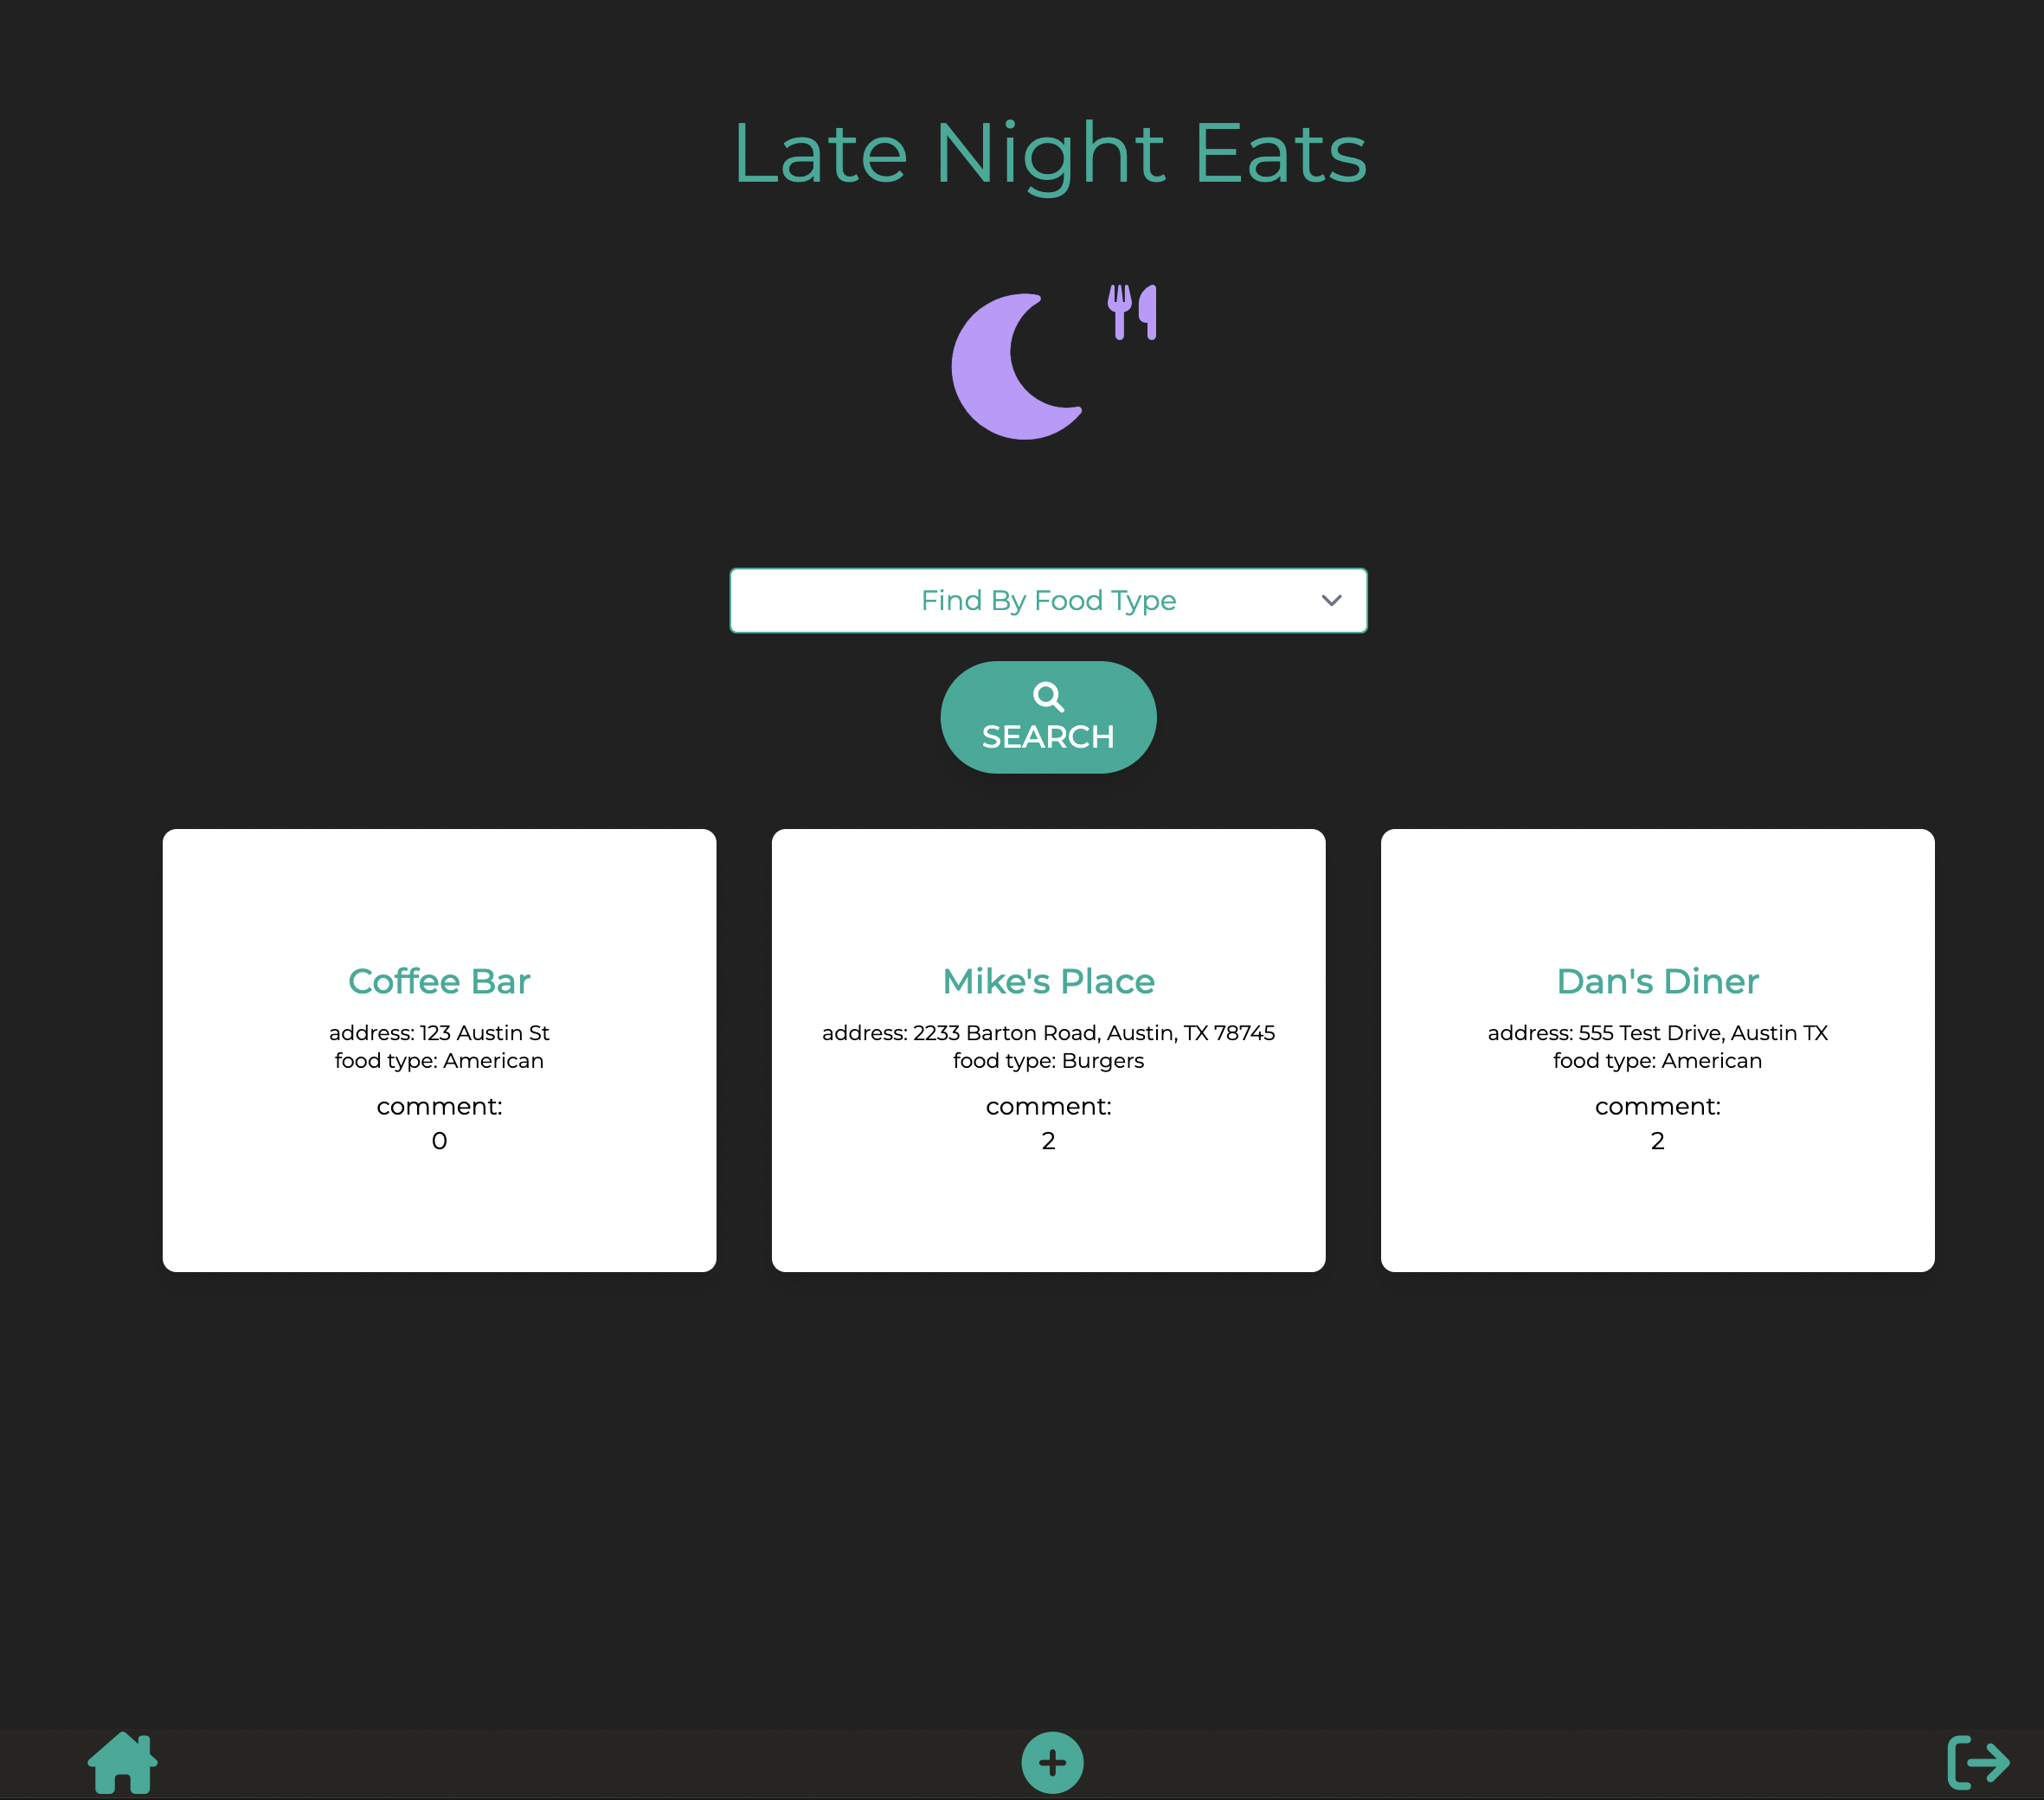 Late Night Eats
Find By Food Type
SEARCH
Coffee Bar
address: 123 Austin St
food type: American
comment:
0
Mike's Place
address: 2233 Barton Road, Austin, TX 78745
food type: Burgers
comment:
2
Dan's Diner
address: 555 Test Drive, Austin TX
food type: American
comment:
2